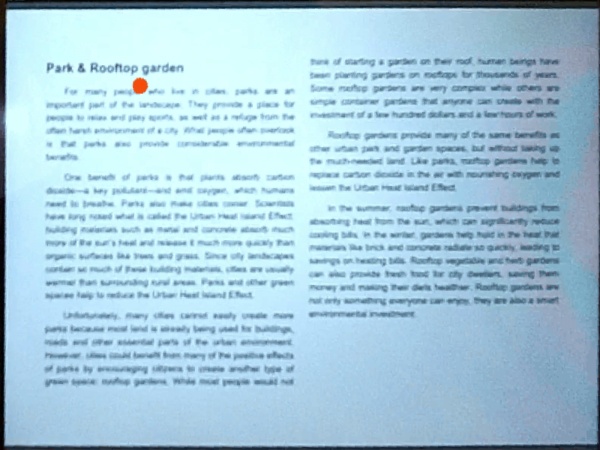 Park & Rooftop garden
For many people who live in cities, parks are an
important part of the landscape. They provide a place for
people to relax and play sports, as well as a refuge from the
often harsh environment of a city. What people often overlook
is that parks also provide considerable environmental
benefits.
One benefit of parks is that plants absorb carbon
dioxide—a key pollutant—and emit oxygen, which humans
need to breathe. Parks also make cities cooler. Scientists
have long noted what is called the Urban Heat Island Effect:
building materials such as metal and concrete absorb much
more of the sun's heat and release it much more quickly than
organic surfaces like trees and grass. Since city landscapes
contain so much of these building materials, cities are usually
warmer than surrounding rural areas. Parks and other green
spaces help to reduce the Urban Heat Island Effect.
Unfortunately, many cities cannot easily create more
parks because most land is already being used for buildings,
roads and other essential parts of the urban environment.
However, cities could benefit from many of the positive effects
of parks by encouraging citizens to create another type of
green space: rooftop gardens. While most people would not
think of starting a garden on their roof, human beings have
been planting gardens on rooftops for thousands of years.
Some rooftop gardens are very complex while others are
simple container gardens that anyone can create with the
investment of a few hundred dollars and a few hours of work.
Rooftop gardens provide many of the same benefits as
other urban park and garden spaces, but without taking up
the much-needed land. Like parks, rooftop gardens help to
replace carbon dioxide in the air with nourishing oxygen and
lessen the Urban Heat Island Effect.
In the summer, rooftop gardens prevent buildings from
absorbing heat from the sun, which can significantly reduce
cooling bills. In the winter, gardens help hold in the heat that
materials like brick and concrete radiate so quickly, leading to
savings on heating bills. Rooftop vegetable and herb gardens
can also provide fresh food for city dwellers, saving them
money and making their diets healthier. Rooftop gardens are
not only something everyone can enjoy, they are also a smart
environmental investment.